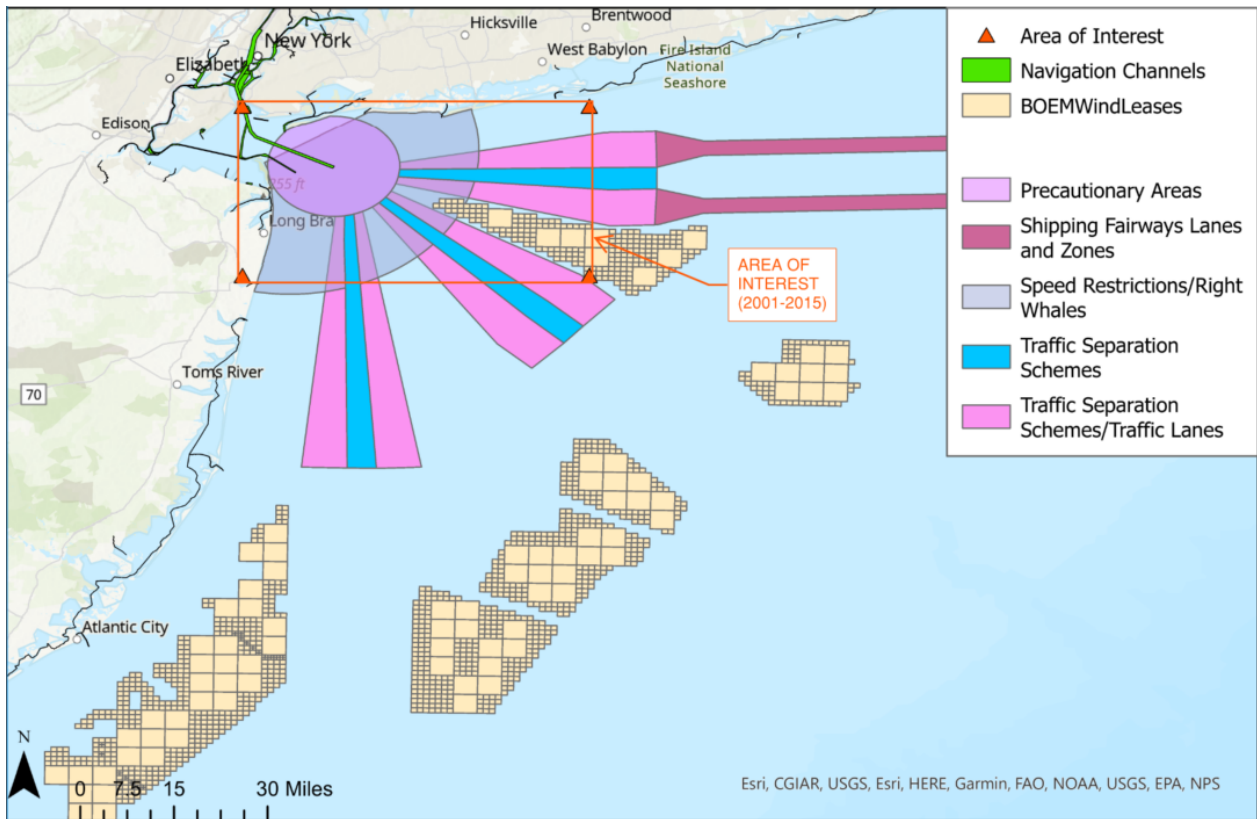 Hicksville
Brentwood
New York
West Babylon
Fire Island
National
Seashore
Elizabeth
Edison
255 ft
Long Bra
AREA OF
INTEREST
(2001-2015)
Toms River
70
Atlantic City
N
0 7.5 15 30 Miles
Area of Interest
Navigation Channels
BOEMWindLeases
Precautionary Areas
Shipping Fairways Lanes
and Zones
Speed Restrictions/Right
Whales
Traffic Separation
Schemes
Traffic Separation
Schemes/Traffic Lanes
Esri, CGIAR, USGS, Esri, HERE, Garmin, FAO, NOAA, USGS, EPA, NPS